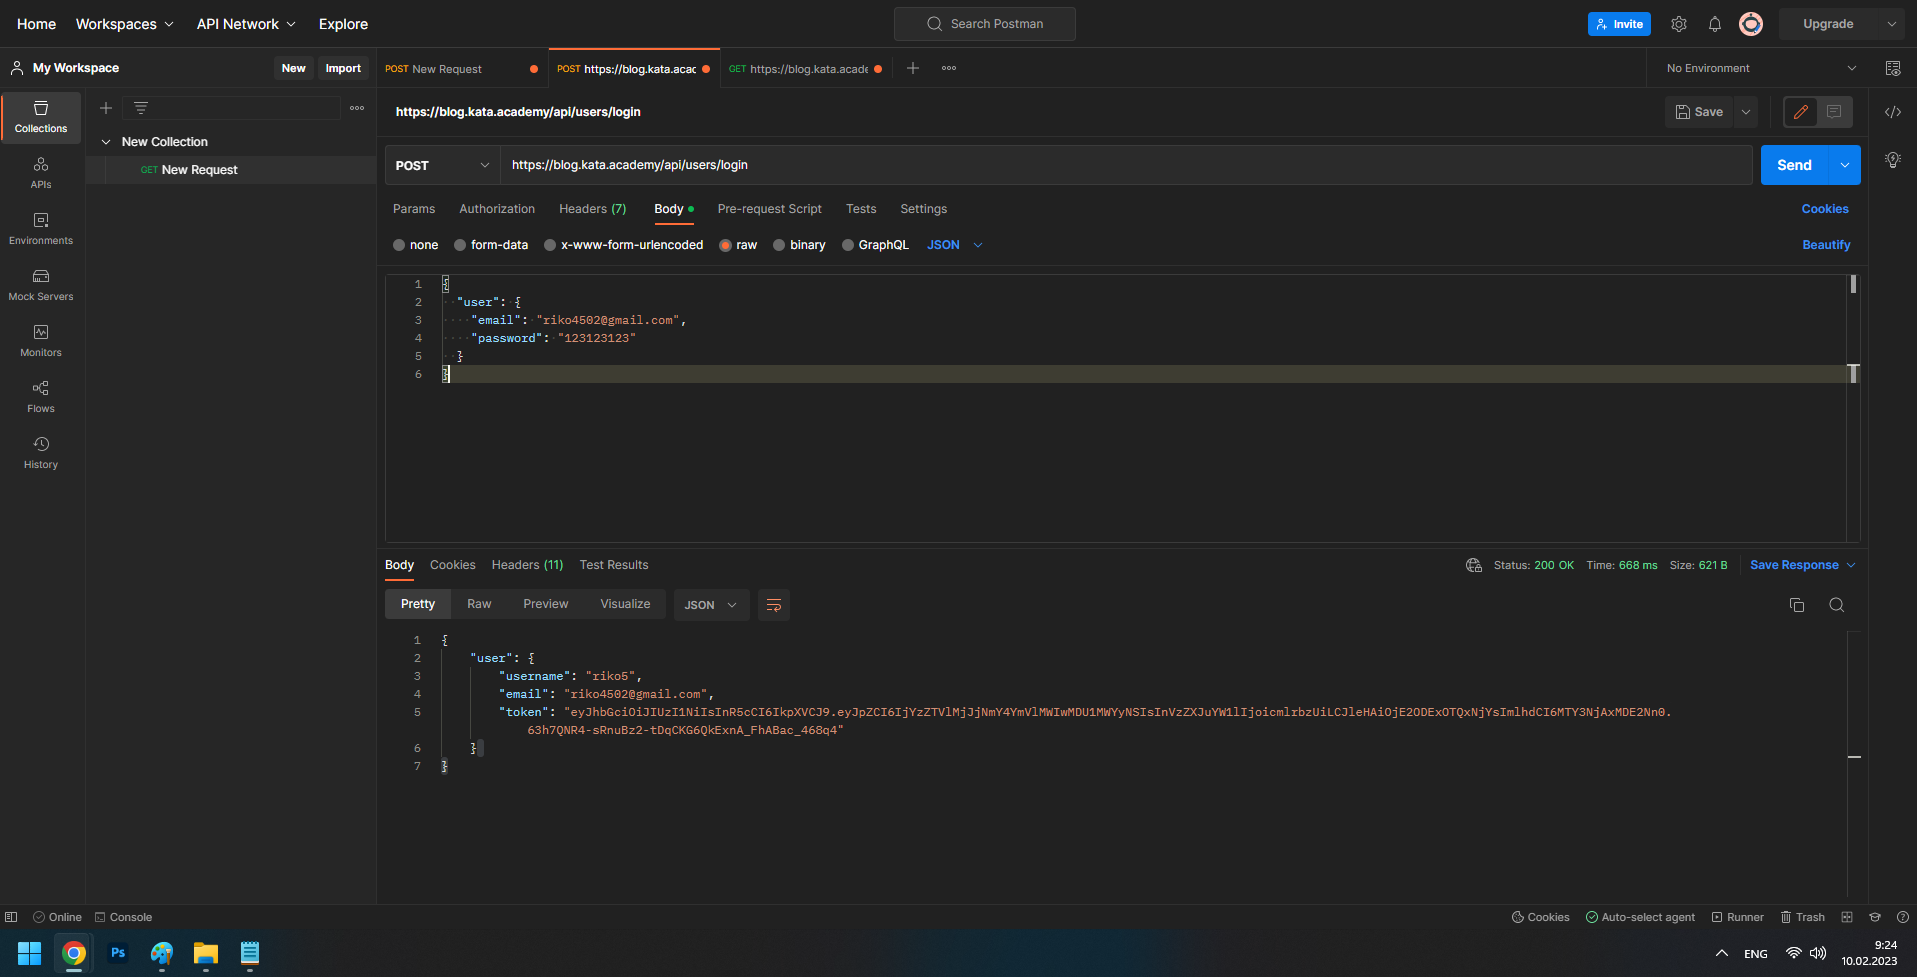 Home Workspaces API Network Explore Search Postman Invite Upgrade
My Workspace New Import POST New Request POST https://blog.kata.acac GET https://blog.kata.acade No Environment
Collections
APIs
Environments
Mock Servers
Monitors
Flows
History
New Collection
GET New Request
https://blog.kata.academy/api/users/login Save
POST https://blog.kata.academy/api/users/login Send
Params Authorization Headers (7) Body Pre-request Script Tests Settings Cookies
none form-data x-www-form-urlencoded raw binary GraphQL JSON Beautify
1 {
2 "user": {
3 "email": "riko4502@gmail.com",
4 "password": "123123123"
5 }
6 }
Body Cookies Headers (11) Test Results Status: 200 OK Time: 668 ms Size: 621 B Save Response
Pretty Raw Preview Visualize JSON
1 {
2 "user": {
3 "username": "riko5",
4 "email": "riko4502@gmail.com",
5 "token": "eyJhbGciOiJIUzI1NiIsInR5cCI6IkpXVCJ9.eyJpZCI6IjYzZTVlMjJjNmY4YmVlMWIwMDU1MWYyNSIsInVzZXJuYW1lIjoicmlrbzUiLCJleHAiOjE2ODExOTQxNjYsImlhdCI6MTY3NjAxMDE2Nn0.
63h7QNR4-sRnuBz2-tDqCKG6QkExnA_FhABac_468q4"
6 }
7 }
Online Console Cookies Auto-select agent Runner Trash
Ps ENG 9:24
10.02.2023